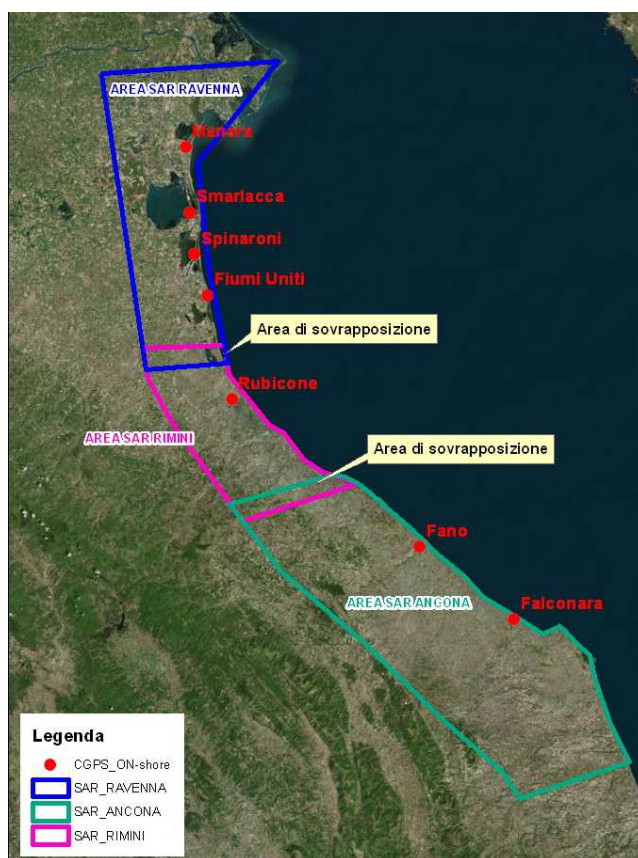 AREA SAR RAVENNA
Manara
Smarlacca
Spinaroni
Fiumi Uniti
Area di sovrapposizione
Rubicone
AREA SAR RIMINI
Area di sovrapposizione
Fano
AREA SAR ANCONA
Falconara
Legenda
CGPS_ON-shore
SAR_RAVENNA
SAR_ANCONA
SAR_RIMINI